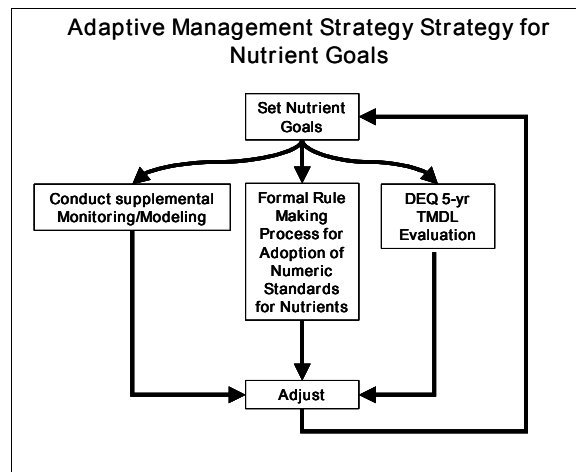 Adaptive Management Strategy Strategy for
Nutrient Goals
Set Nutrient
Goals
Conduct supplemental
Monitoring/Modeling
Formal Rule
Making
Process for
Adoption of
Numeric
Standards
for Nutrients
DEQ 5-yr
TMDL
Evaluation
Adjust